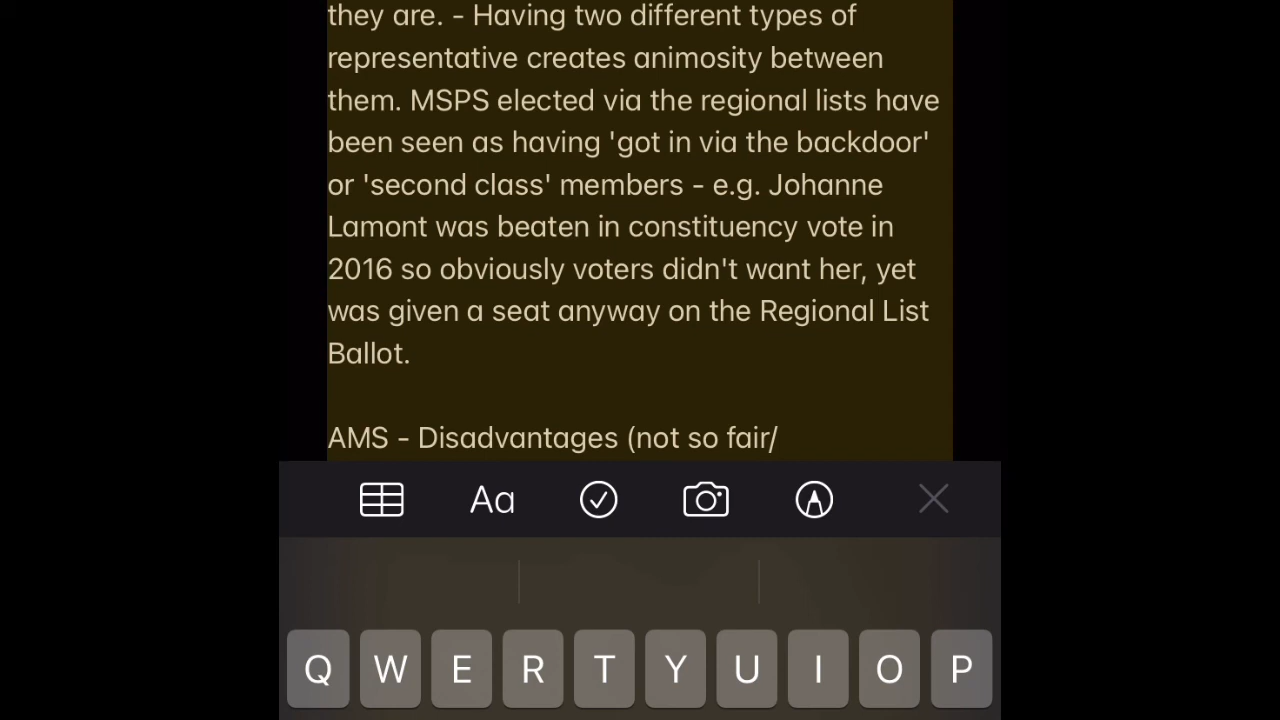 they are. - Having two different types of
representative creates animosity between
them. MSPS elected via the regional lists have
been seen as having 'got in via the backdoor'
or 'second class' members - e.g. Johanne
Lamont was beaten in constituency vote in
2016 so obviously voters didn't want her, yet
was given a seat anyway on the Regional List
Ballot.
AMS - Disadvantages (not so fair/
Aa
Q W E R T Y U I O P